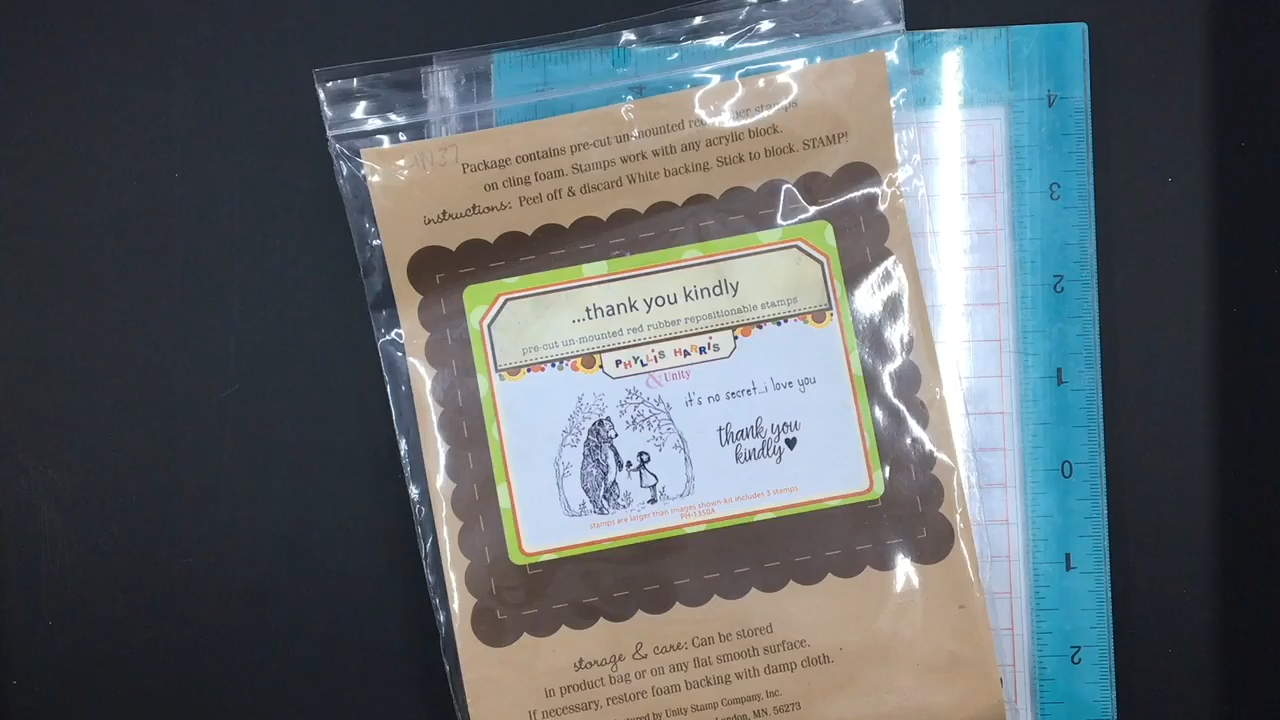 Package contains pre-cut un-mounted red rubber stamps
on cling foam. Stamps work with any acrylic block.
instructions: Peel off & discard White backing. Stick to block. STAMP!
...thank you kindly
pre-cut un-mounted red rubber repositionable stamps
PHYLLIS HARRIS
& Unity
it's no secret...i love you
thank you
kindly
stamps are larger than images shown-kit includes 3 stamps
PH-1350A
storage & care: Can be stored
in product bag or on any flat smooth surface.
If necessary, restore foam backing with damp cloth.
by Unity Stamp Company, Inc.
MN. 56273
4
3
2
1
0
1
2